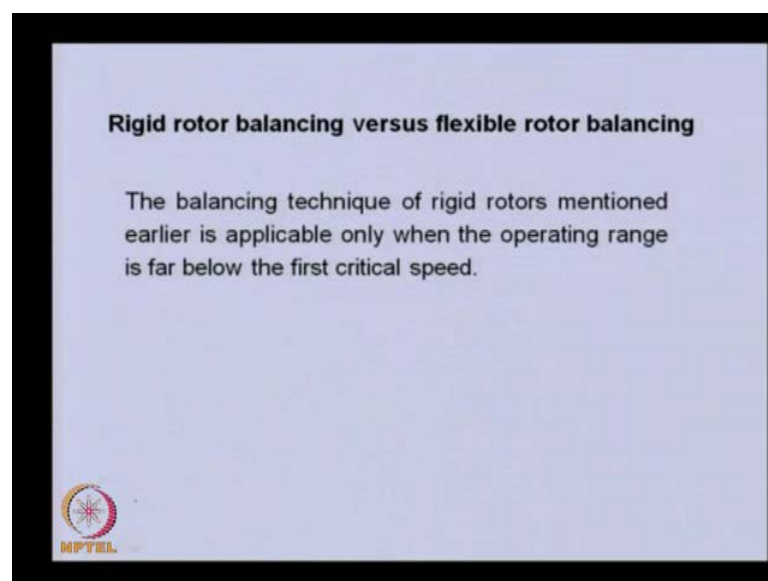 Rigid rotor balancing versus flexible rotor balancing
The balancing technique of rigid rotors mentioned
earlier is applicable only when the operating range
is far below the first critical speed.
NPTEL